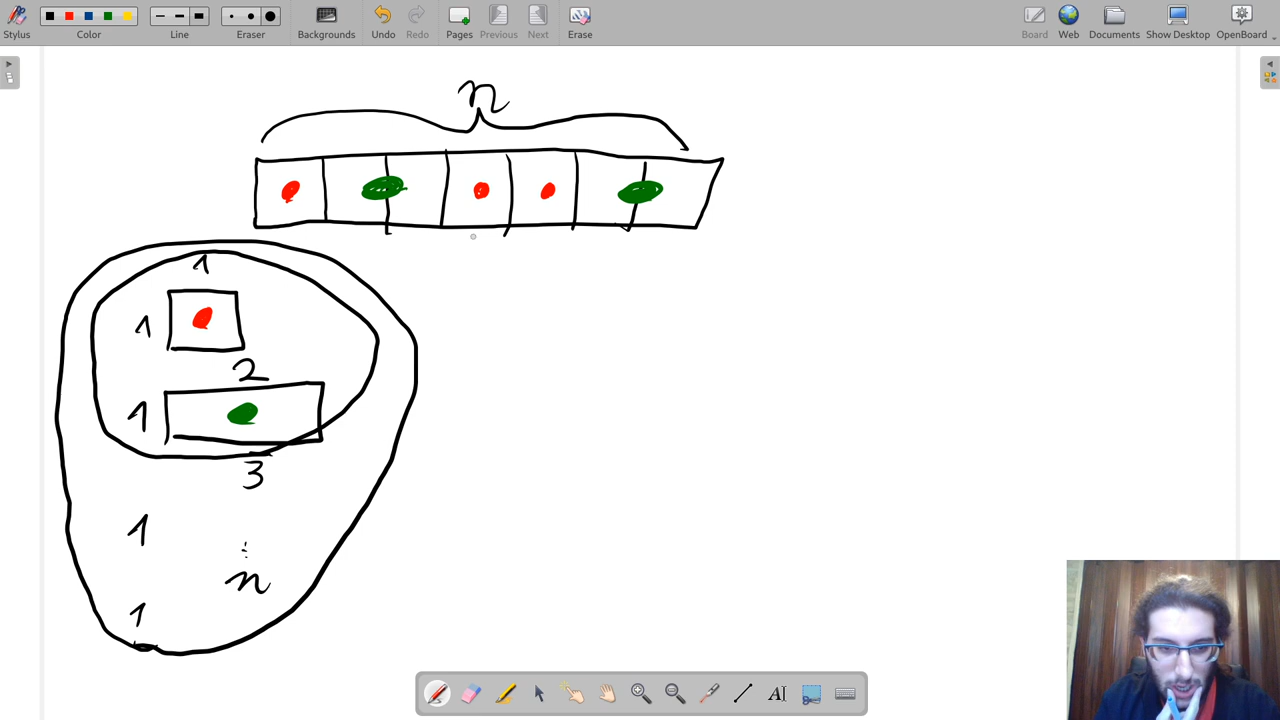 Stylus Color Line Eraser Backgrounds Undo Redo Pages Previous Next Erase Board Web Documents Show Desktop OpenBoard
n
1
1
2
1
3
1
n
1
AI